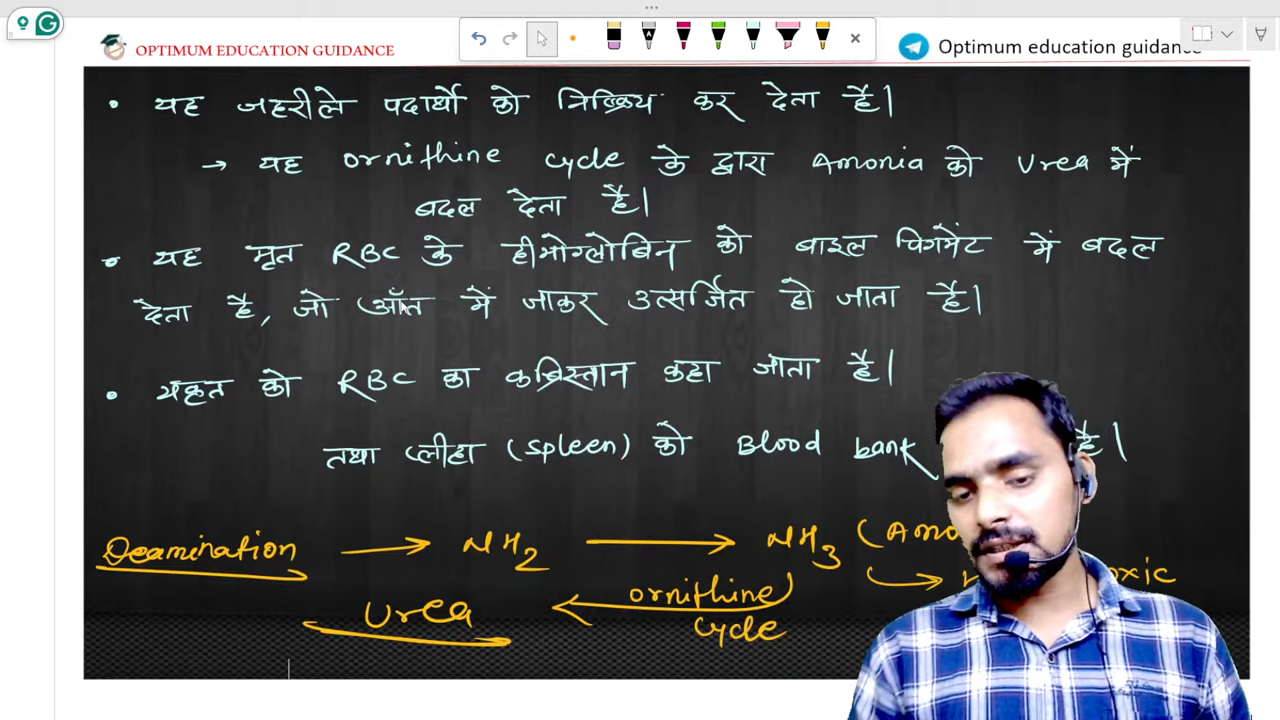 OPTIMUM EDUCATION GUIDANCE
Optimum education guidance
• यह जहरीले पदार्थो को निष्क्रिय कर देता है।
→ यह ornithine cycle के द्वारा Amonia को Urea में
बदल देता है।
• यह मृत RBC के हीमोग्लोबिन को बाइल पिगमेंट में बदल
देता है, जो आँत में जाकर उत्सर्जित हो जाता है।
• यकृत को RBC का कब्रिस्तान कहा जाता है।
तथा प्लीहा (spleen) को Blood bank है।
Deamination → NH2 → NH3
ornithine
Urea ←
cycle